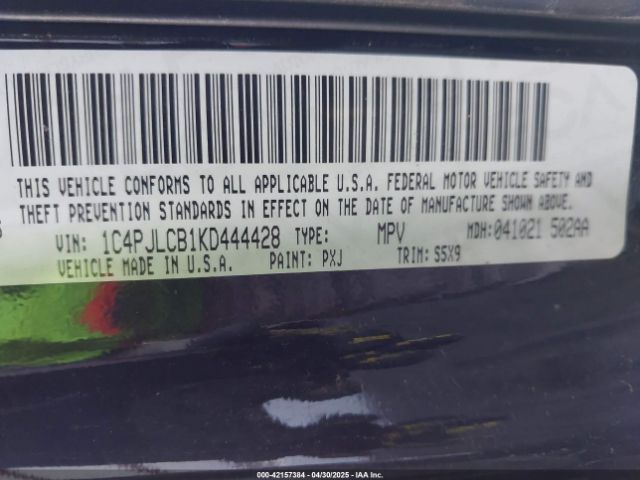 THIS VEHICLE CONFORMS TO ALL APPLICABLE U.S.A. FEDERAL MOTOR VEHICLE SAFETY AND
THEFT PREVENTION STANDARDS IN EFFECT ON THE DATE OF MANUFACTURE SHOWN ABOVE.
VIN: 1C4PJLCB1KD444428 TYPE: MPV MDH: 041021 502AA
VEHICLE MADE IN U.S.A. PAINT: PXJ TRIM: S5X9
000-42157384 - 04/30/2025 - IAA Inc.